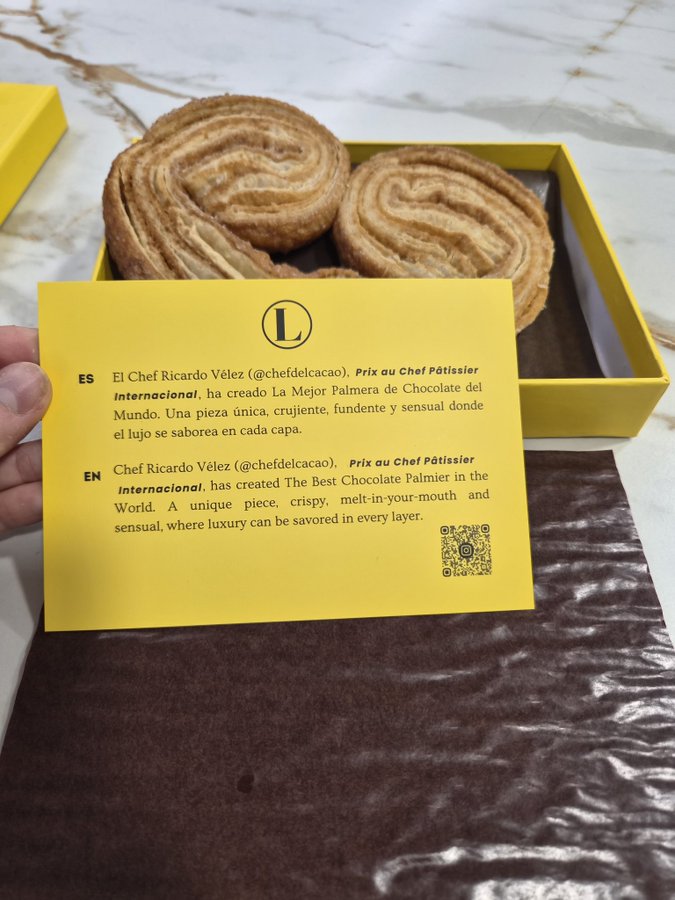 L
ES
El Chef Ricardo Vélez (@chefdelcacao), Prix au Chef Pâtissier
Internacional, ha creado La Mejor Palmera de Chocolate del
Mundo. Una pieza única, crujiente, fundente y sensual donde
el lujo se saborea en cada capa.
EN
Chef Ricardo Vélez (@chefdelcacao), Prix au Chef Pâtissier
Internacional, has created The Best Chocolate Palmier in the
World. A unique piece, crispy, melt-in-your-mouth and
sensual, where luxury can be savored in every layer.